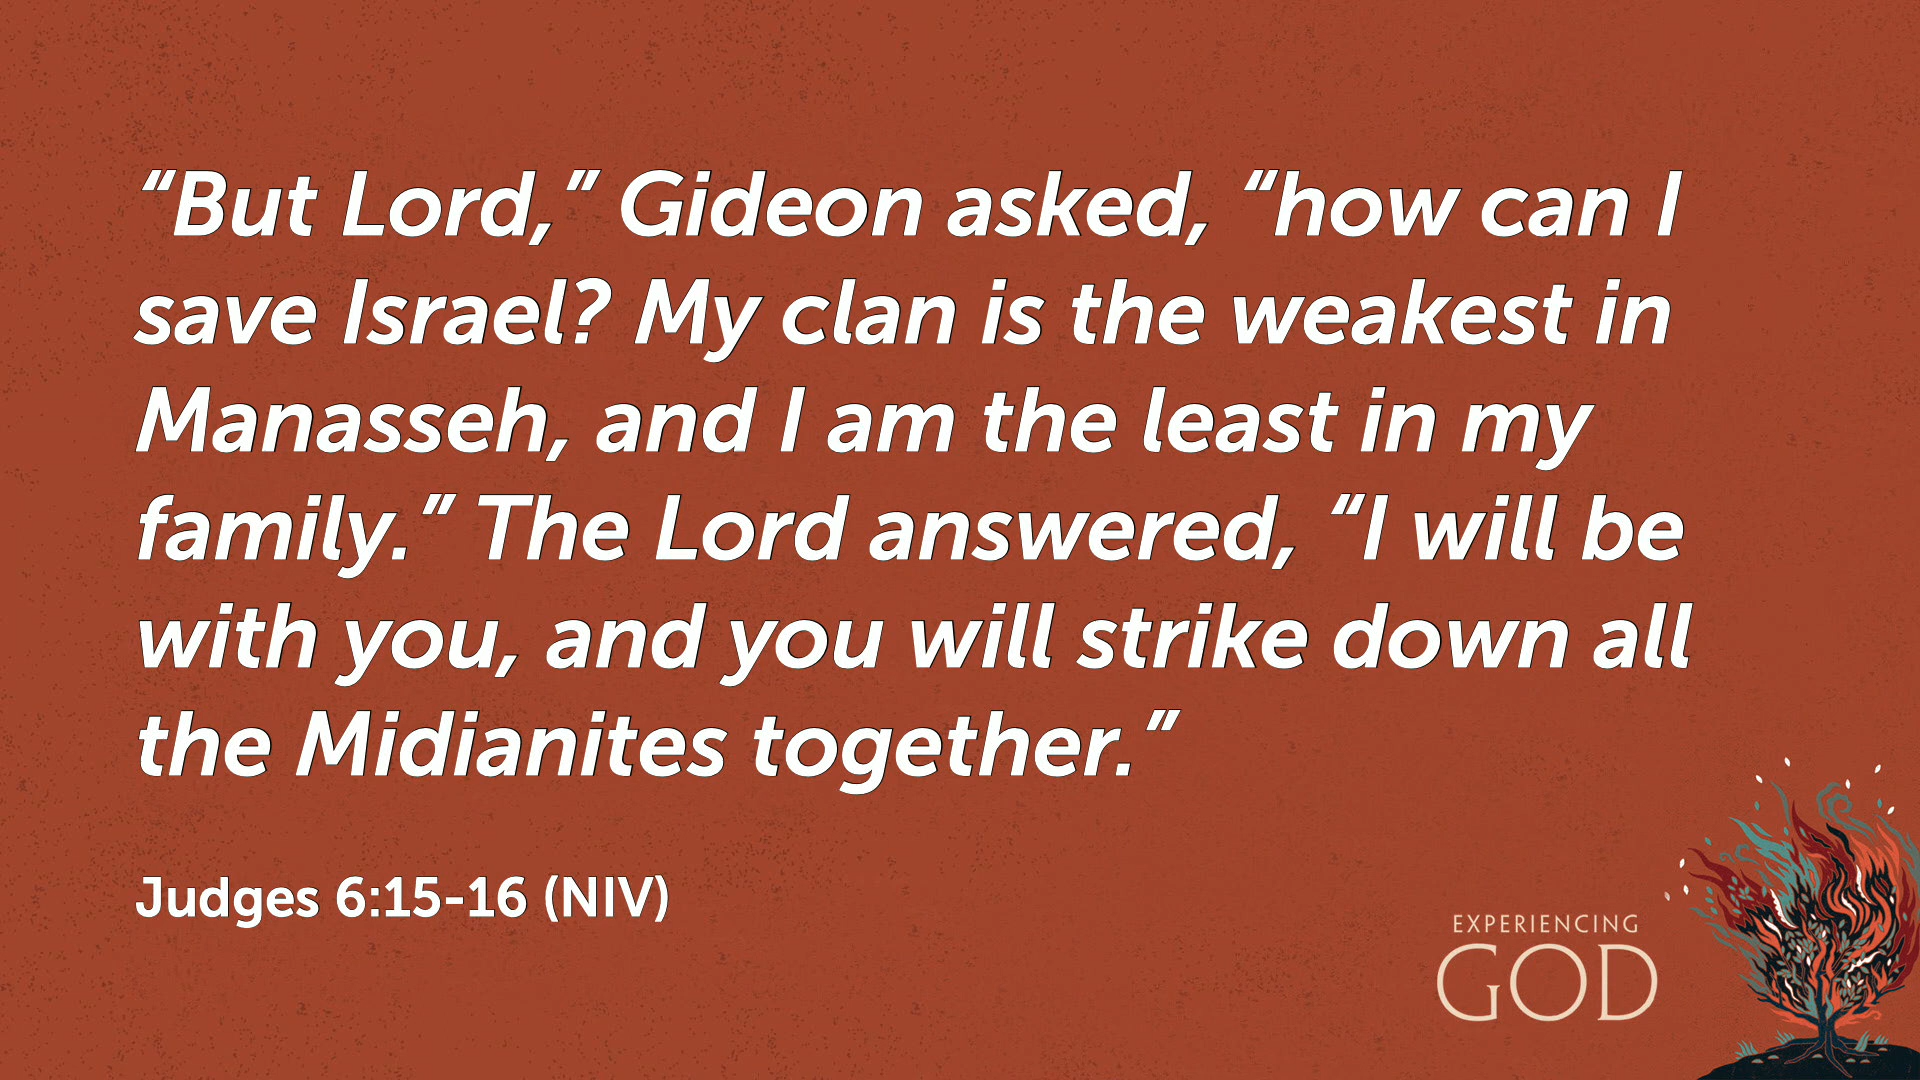 “But Lord,” Gideon asked, “how can I
save Israel? My clan is the weakest in
Manasseh, and I am the least in my
family.” The Lord answered, “I will be
with you, and you will strike down all
the Midianites together.”
Judges 6:15-16 (NIV)
EXPERIENCING
GOD